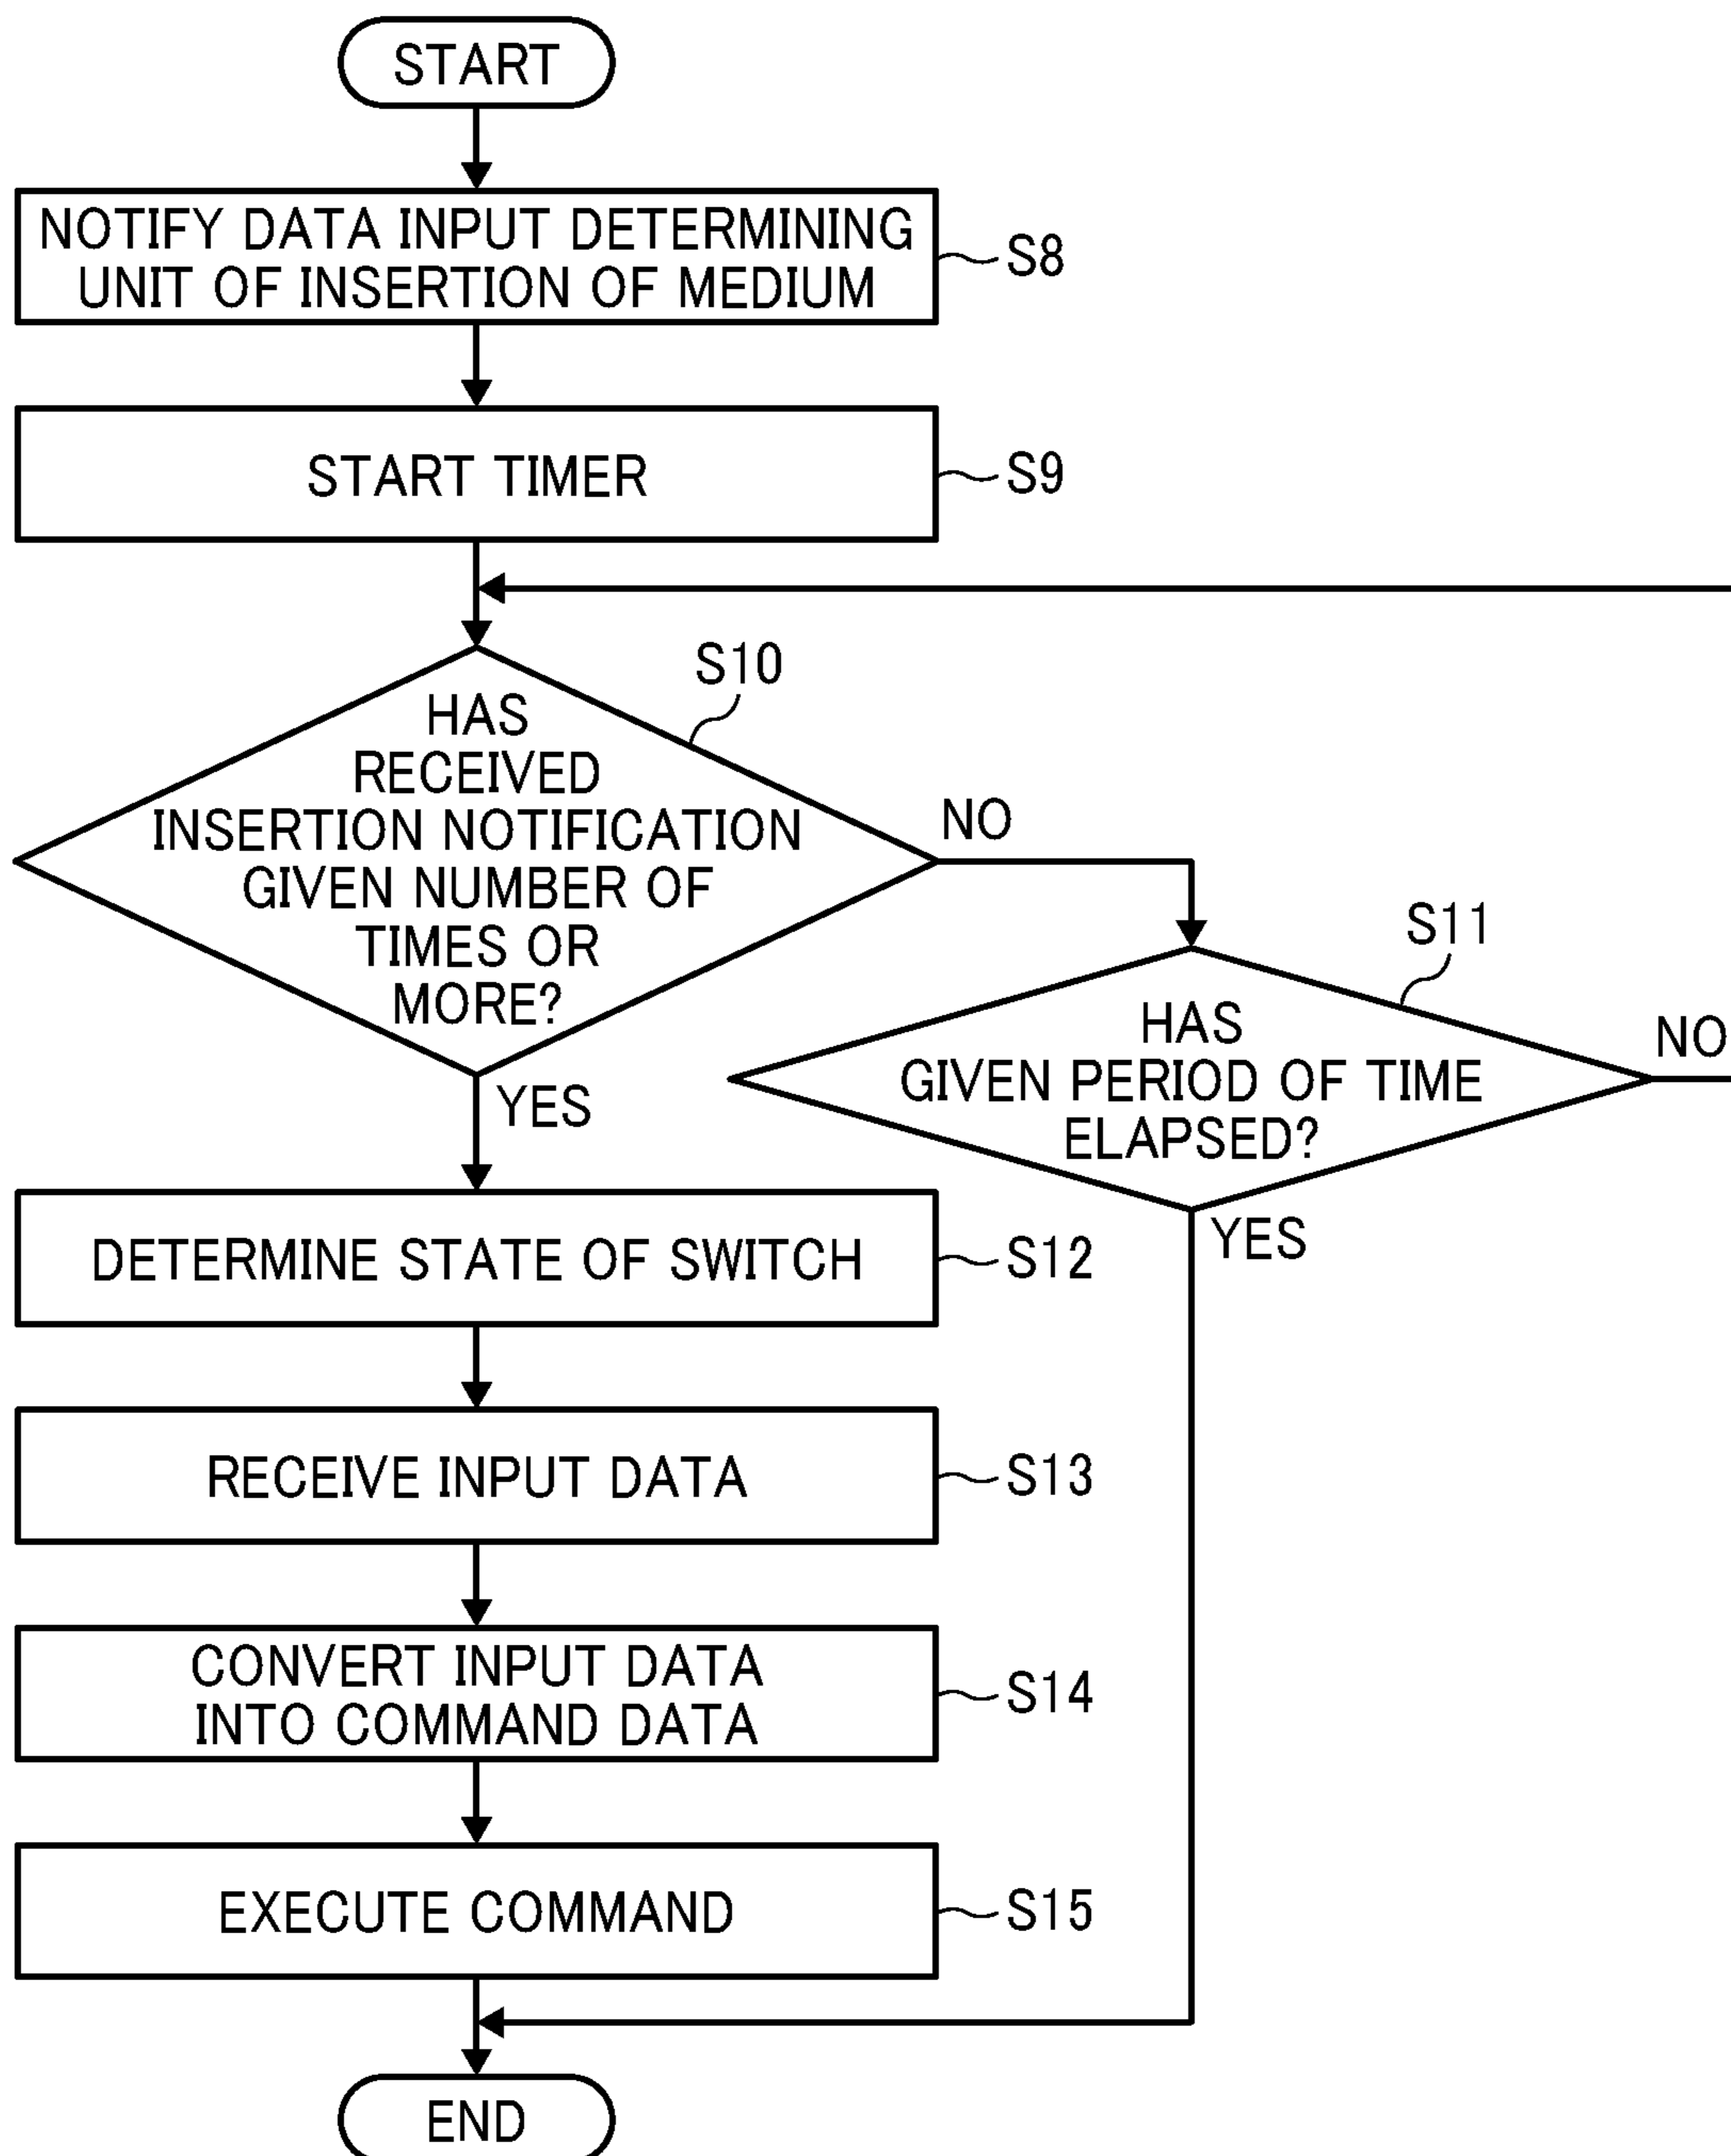 START
NOTIFY DATA INPUT DETERMINING
UNIT OF INSERTION OF MEDIUM
S8
START TIMER
S9
S10
HAS
RECEIVED
INSERTION NOTIFICATION
GIVEN NUMBER OF
TIMES OR
MORE?
NO
YES
S11
HAS
GIVEN PERIOD OF TIME
ELAPSED?
NO
YES
DETERMINE STATE OF SWITCH
S12
RECEIVE INPUT DATA
S13
CONVERT INPUT DATA
INTO COMMAND DATA
S14
EXECUTE COMMAND
S15
END